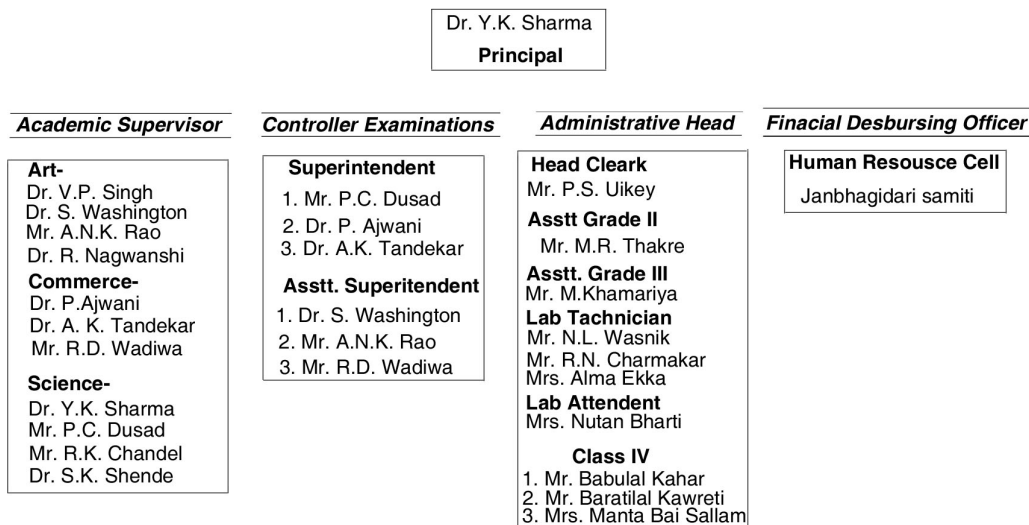 Dr. Y.K. Sharma
Principal
Academic Supervisor
Art-
Dr. V.P. Singh
Dr. S. Washington
Mr. A.N.K. Rao
Dr. R. Nagwanshi
Commerce-
Dr. P.Ajwani
Dr. A. K. Tandekar
Mr. R.D. Wadiwa
Science-
Dr. Y.K. Sharma
Mr. P.C. Dusad
Mr. R.K. Chandel
Dr. S.K. Shende
Controller Examinations
Superintendent
1. Mr. P.C. Dusad
2. Dr. P. Ajwani
3. Dr. A.K. Tandekar
Asstt. Superitendent
1. Dr. S. Washington
2. Mr. A.N.K. Rao
3. Mr. R.D. Wadiwa
Administrative Head
Head Cleark
Mr. P.S. Uikey
Asstt Grade II
Mr. M.R. Thakre
Asstt. Grade III
Mr. M.Khamariya
Lab Tachnician
Mr. N.L. Wasnik
Mr. R.N. Charmakar
Mrs. Alma Ekka
Lab Attendent
Mrs. Nutan Bharti
Class IV
1. Mr. Babulal Kahar
2. Mr. Baratilal Kawreti
3. Mrs. Manta Bai Sallam
Finacial Desbursing Officer
Human Resousce Cell
Janbhagidari samiti